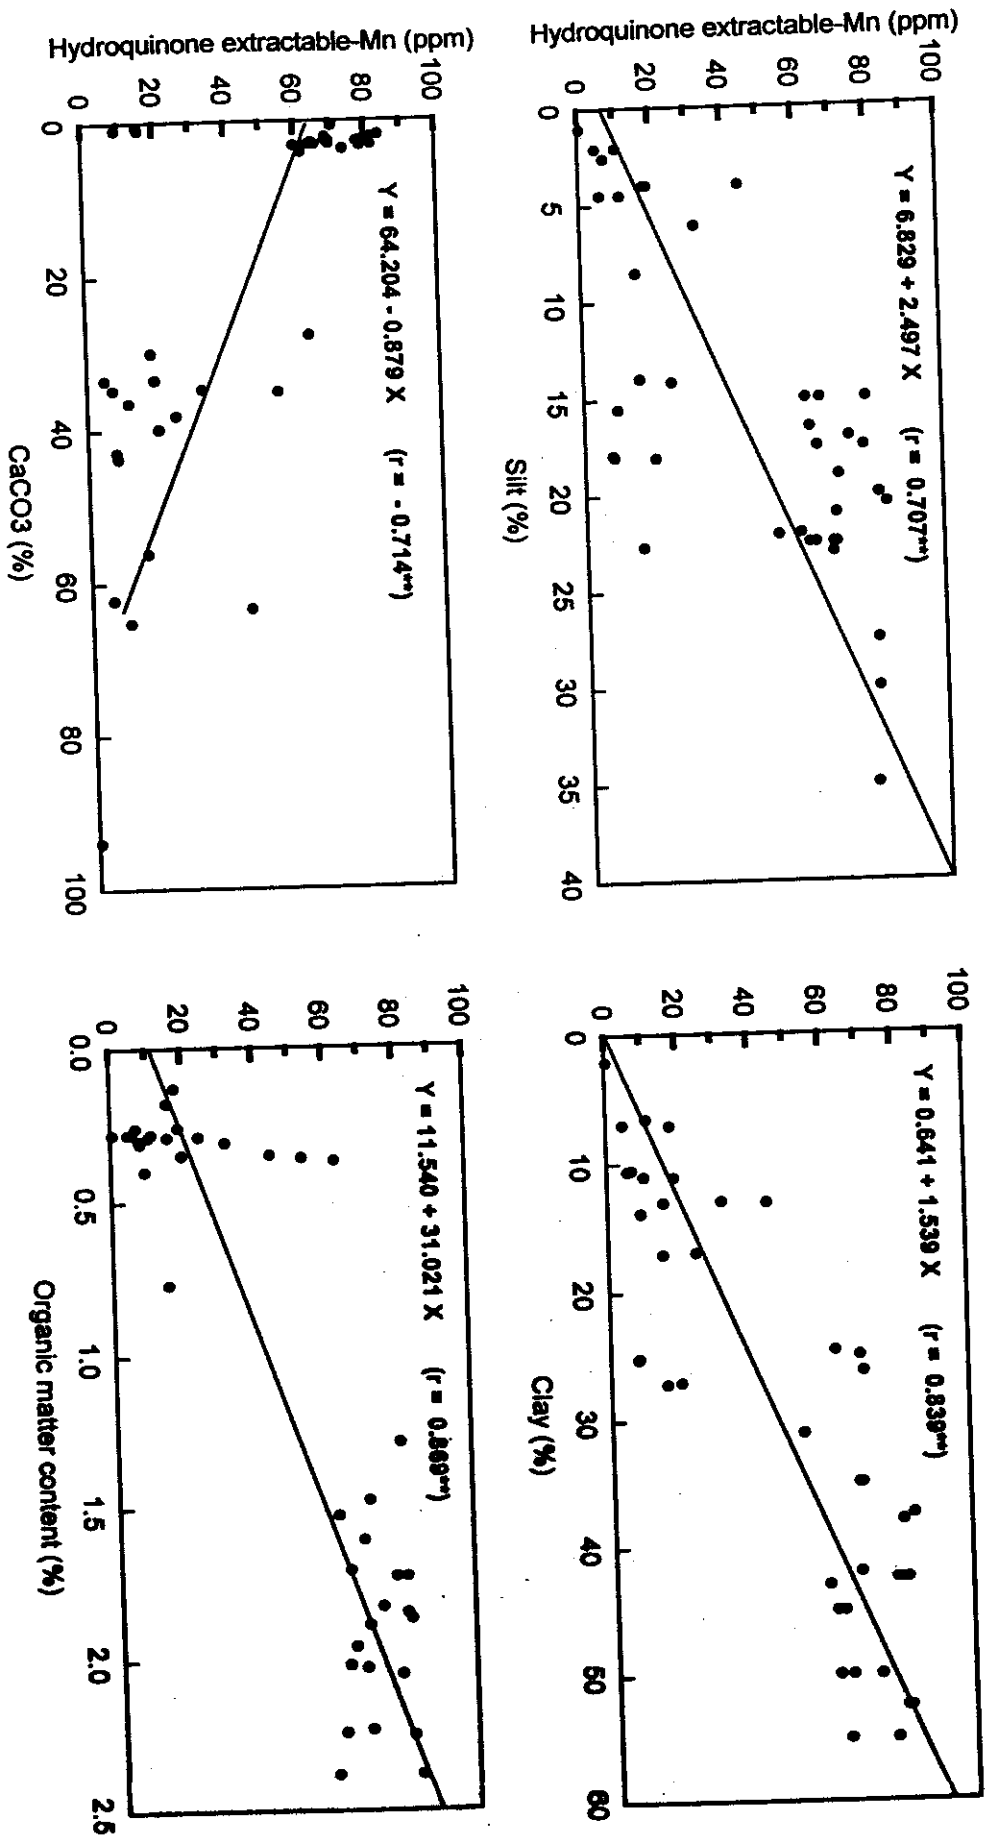 Hydroquinone extractable-Mn (ppm)
Y = 6.829 + 2.497 X (r = 0.707**)
100
80
60
40
20
0
0 5 10 15 20 25 30 35 40
Silt (%)
Y = 0.641 + 1.539 X (r = 0.839**)
100
80
60
40
20
0
0 10 20 30 40 50 60
Clay (%)
Hydroquinone extractable-Mn (ppm)
Y = 64.204 - 0.879 X (r = - 0.714**)
100
80
60
40
20
0
0 20 40 60 80 100
CaCO3 (%)
Y = 11.540 + 31.021 X (r = 0.869**)
100
80
60
40
20
0
0.0 0.5 1.0 1.5 2.0 2.5
Organic matter content (%)